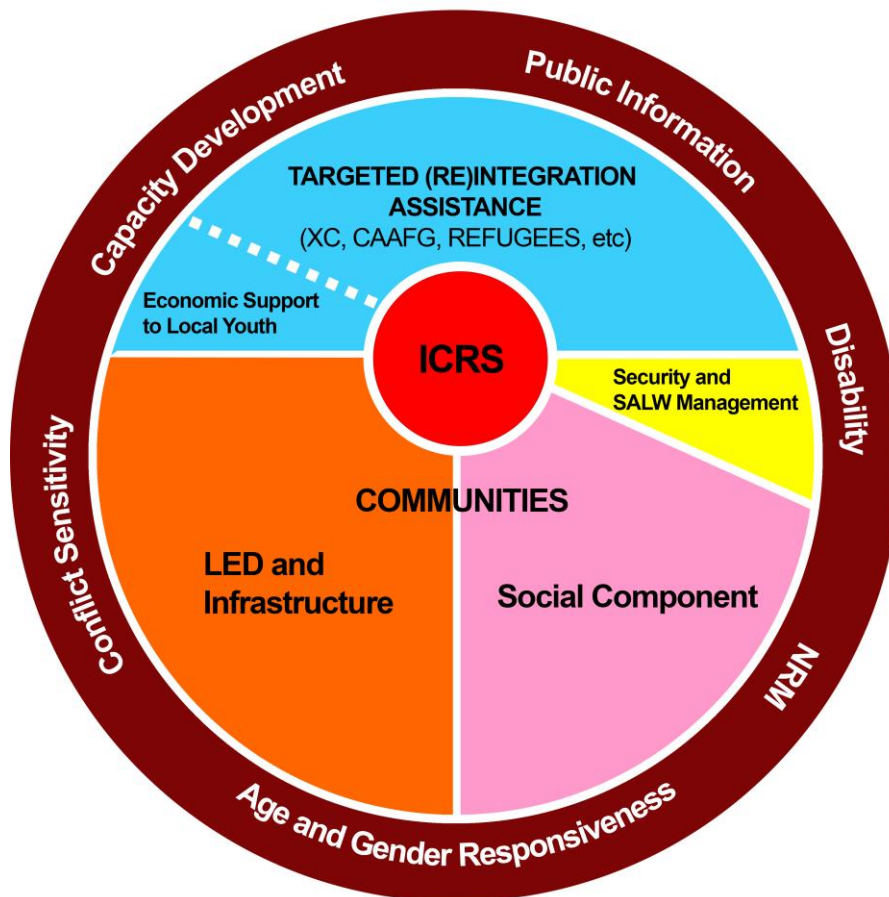 Capacity Development
Public Information
Disability
NRM
Age and Gender Responsiveness
Conflict Sensitivity
TARGETED (RE)INTEGRATION
ASSISTANCE
(XC, CAAFG, REFUGEES, etc)
Economic Support
to Local Youth
ICRS
Security and
SALW Management
COMMUNITIES
LED and
Infrastructure
Social Component